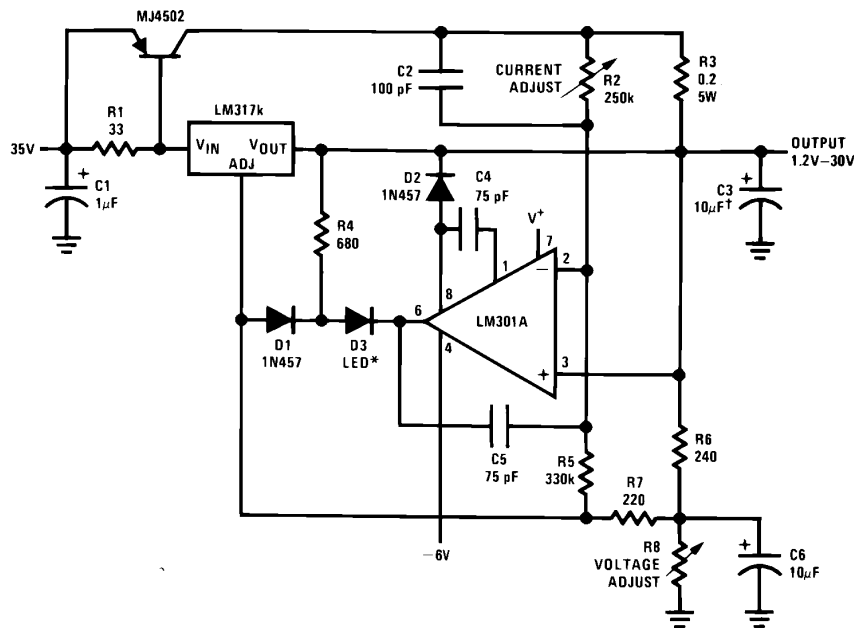 MJ4502
R1
33
35V
C1
1μF
+
LM317k
VIN
VOUT
ADJ
C2
100 pF
CURRENT
ADJUST
R2
250k
R3
0.2
5W
OUTPUT
1.2V–30V
+
C3
10μF†
D2
1N457
C4
75 pF
R4
680
V+
7
1
2
8
−
6
LM301A
4
+
3
D1
1N457
D3
LED*
C5
75 pF
R5
330k
R6
240
R7
220
−6V
R8
VOLTAGE
ADJUST
+
C6
10μF